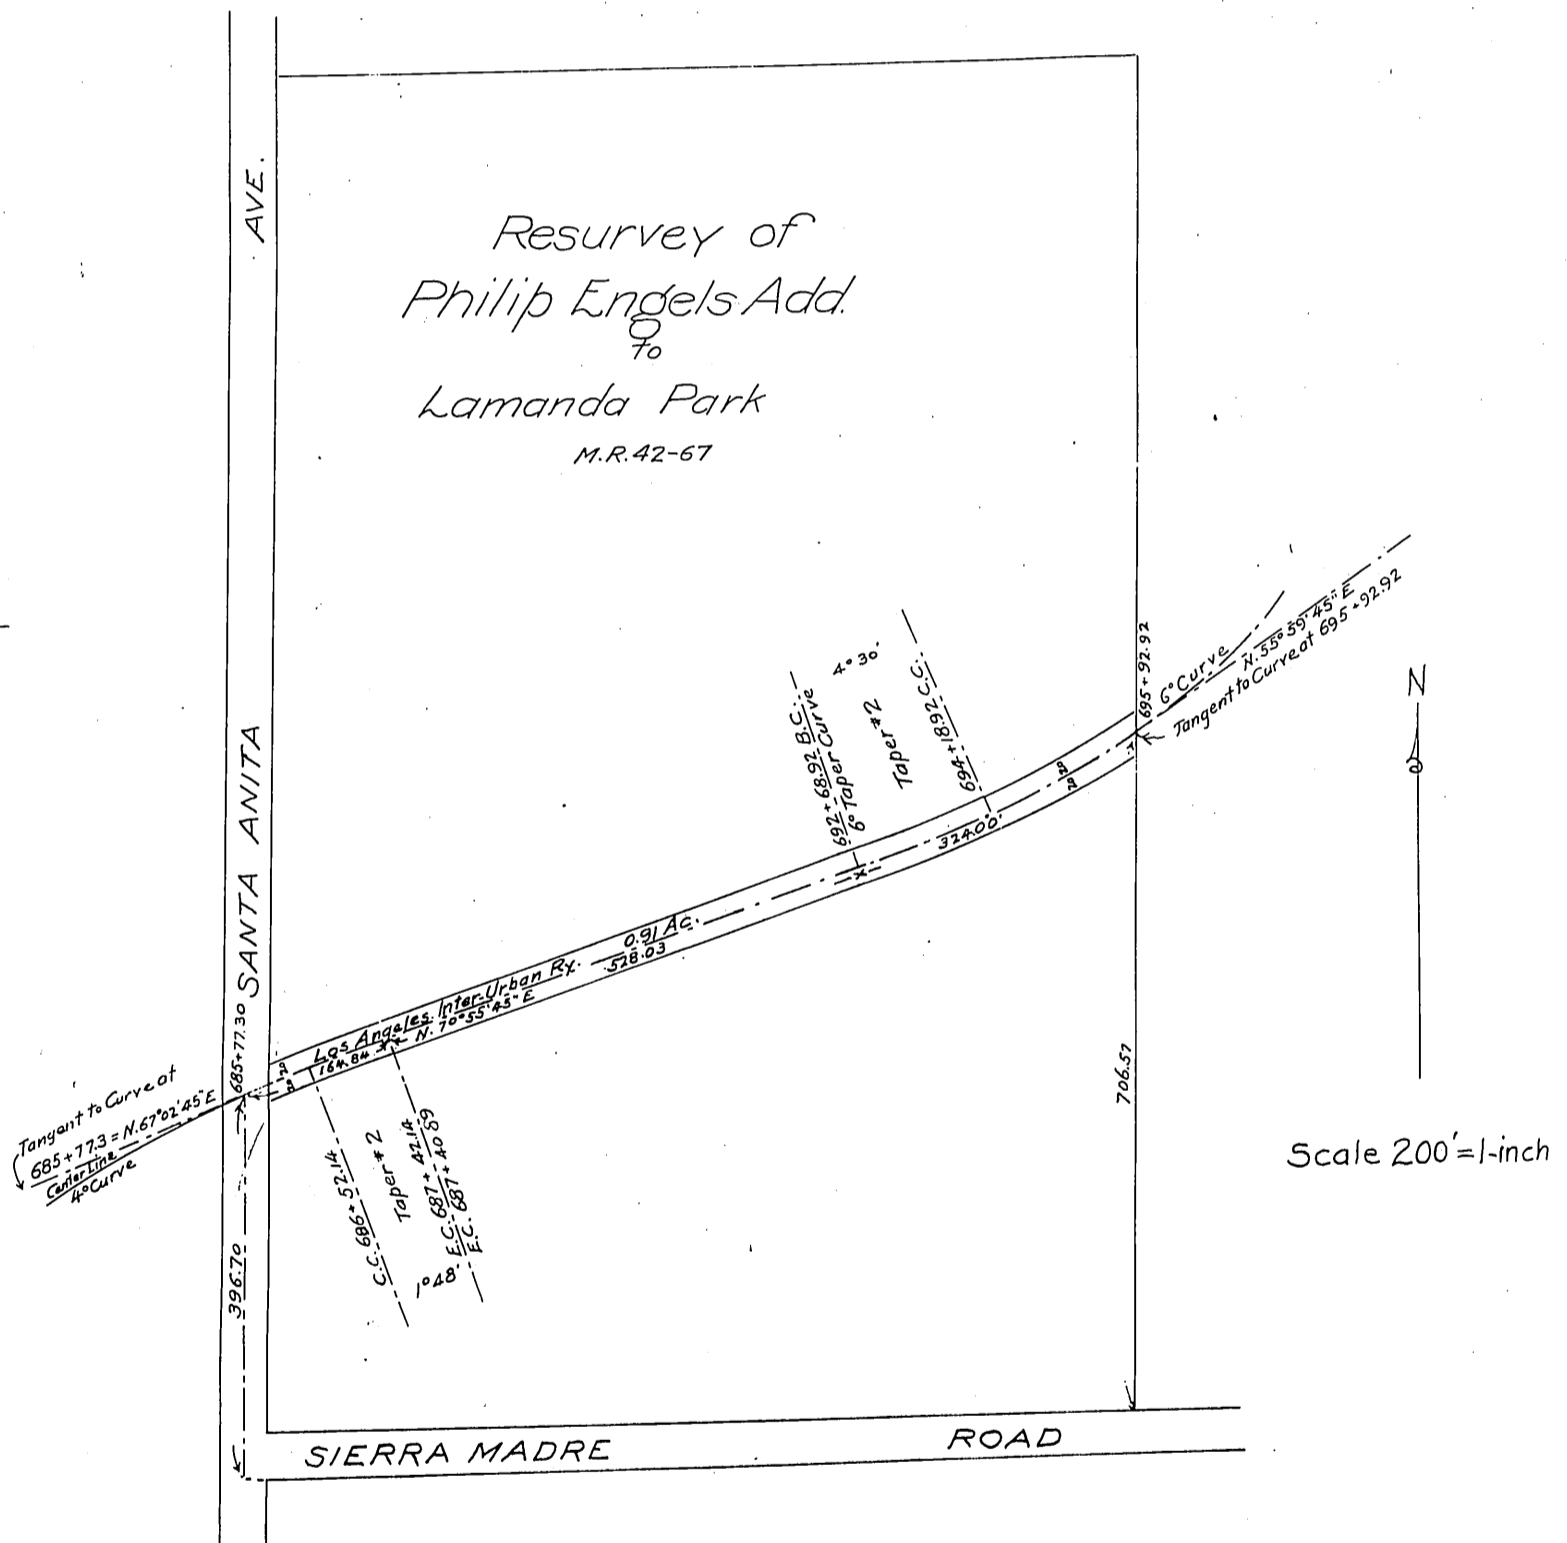 Resurvey of
Philip Engels Add.
To
Lamanda Park
M.R. 42-67
AVE.
SANTA ANITA
685+77.30
396.70
Tangent to Curve at
685+77.3 = N.67°02'45"E
Center Line
4° Curve
20
20
Los Angeles Inter-Urban Ry.
164.84
N. 70°55'45" E
0.91 Ac.
528.03
C.C. 686+52.14
Taper #2
E.C. 687+42.14
E.C. 687+40.89
1°48'
692+68.92 B.C.
6° Taper Curve
4°30'
Taper #2
694+18.92 C.C.
324.00'
20
20
695+92.92
6° Curve
N. 55°59'45" E
Tangent to Curve at 695+92.92
N
706.57
Scale 200'=1-inch
SIERRA MADRE ROAD